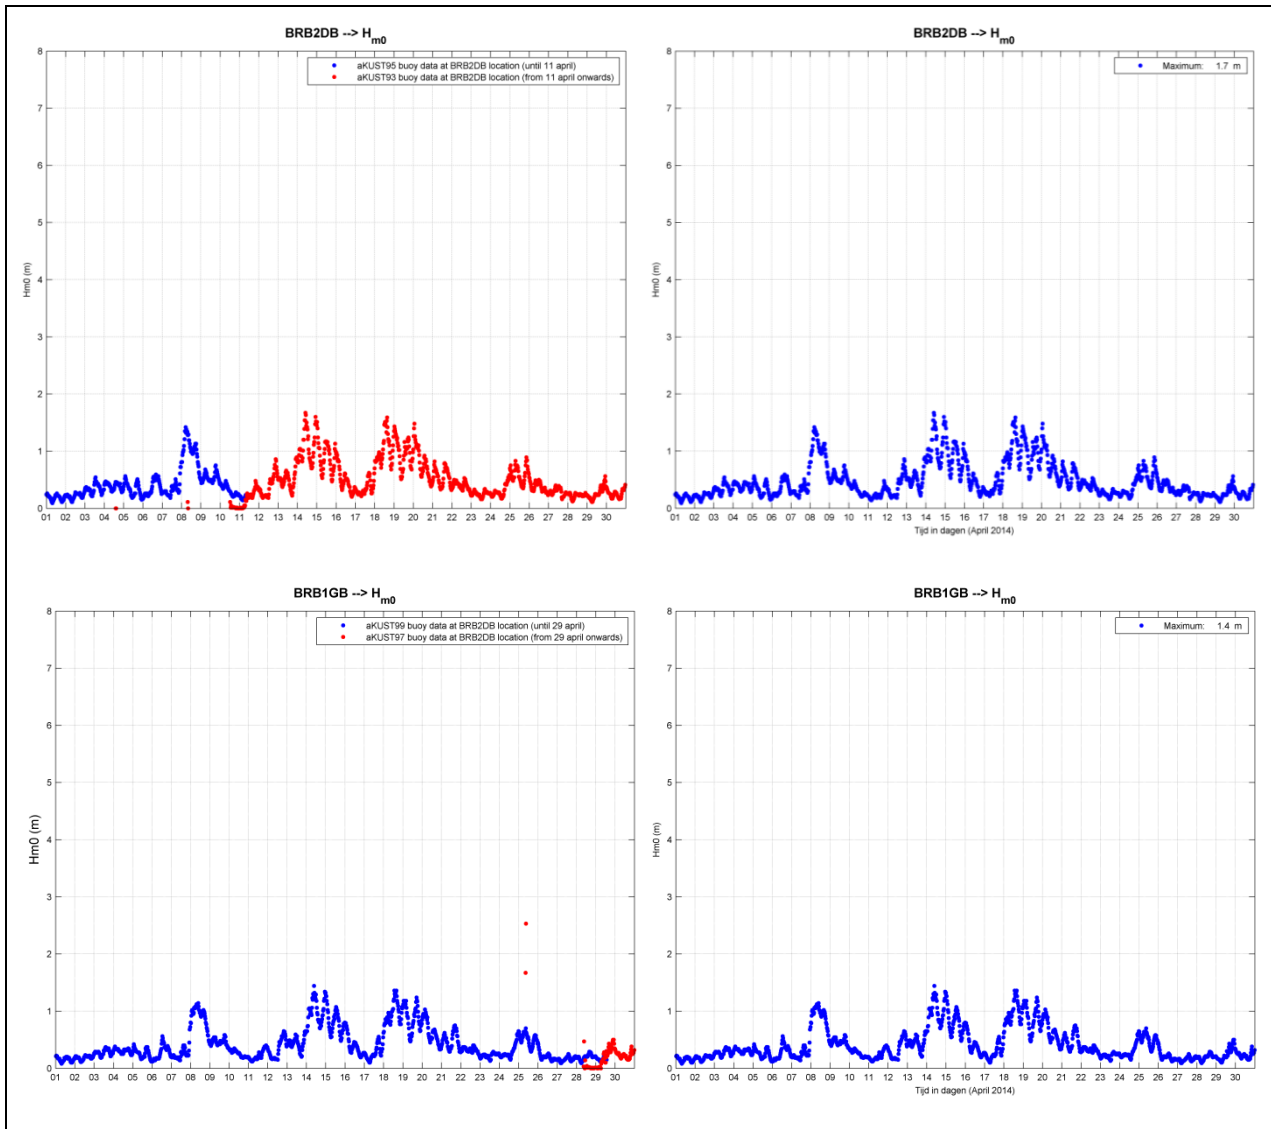 BRB2DB --> Hm0
8
7
6
5
4
3
2
1
0
Hm0 (m)
aKUST95 buoy data at BRB2DB location (until 11 april)
aKUST93 buoy data at BRB2DB location (from 11 april onwards)
01 02 03 04 05 06 07 08 09 10 11 12 13 14 15 16 17 18 19 20 21 22 23 24 25 26 27 28 29 30
BRB2DB --> Hm0
8
7
6
5
4
3
2
1
0
Hm0 (m)
Maximum: 1.7 m
01 02 03 04 05 06 07 08 09 10 11 12 13 14 15 16 17 18 19 20 21 22 23 24 25 26 27 28 29 30
Tijd in dagen (April 2014)
BRB1GB --> Hm0
8
7
6
5
4
3
2
1
0
Hm0 (m)
aKUST99 buoy data at BRB2DB location (until 29 april)
aKUST97 buoy data at BRB2DB location (from 29 april onwards)
01 02 03 04 05 06 07 08 09 10 11 12 13 14 15 16 17 18 19 20 21 22 23 24 25 26 27 28 29 30
BRB1GB --> Hm0
8
7
6
5
4
3
2
1
0
Hm0 (m)
Maximum: 1.4 m
01 02 03 04 05 06 07 08 09 10 11 12 13 14 15 16 17 18 19 20 21 22 23 24 25 26 27 28 29 30
Tijd in dagen (April 2014)